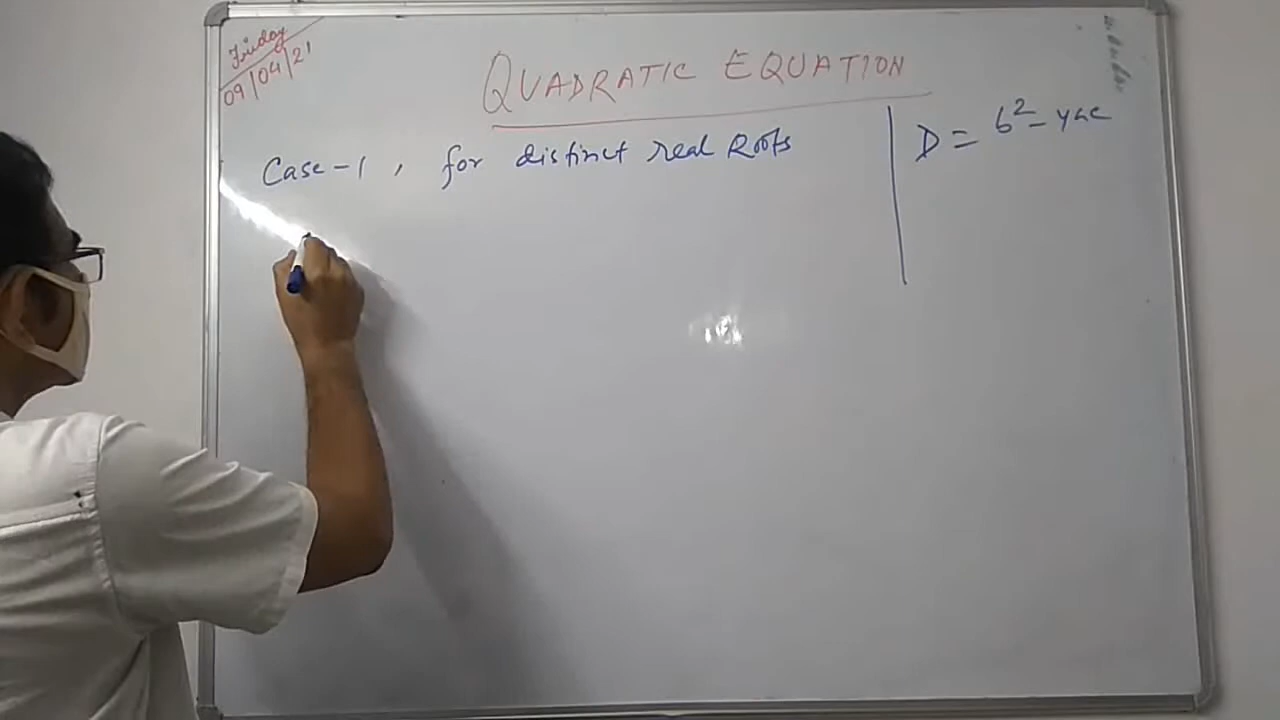 Friday
09/04/21
QUADRATIC EQUATION
Case-1, for distinct real Roots
D = b²-4ac